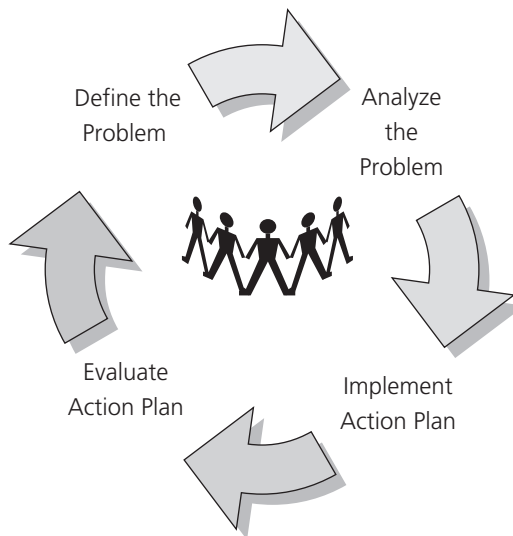 Define the
Problem
Analyze
the
Problem
Implement
Action Plan
Evaluate
Action Plan